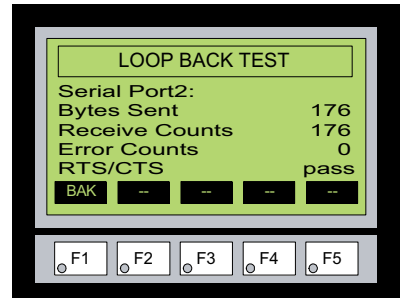 LOOP BACK TEST
Serial Port2:
Bytes Sent 176
Receive Counts 176
Error Counts 0
RTS/CTS pass
BAK -- -- -- --
F1 F2 F3 F4 F5